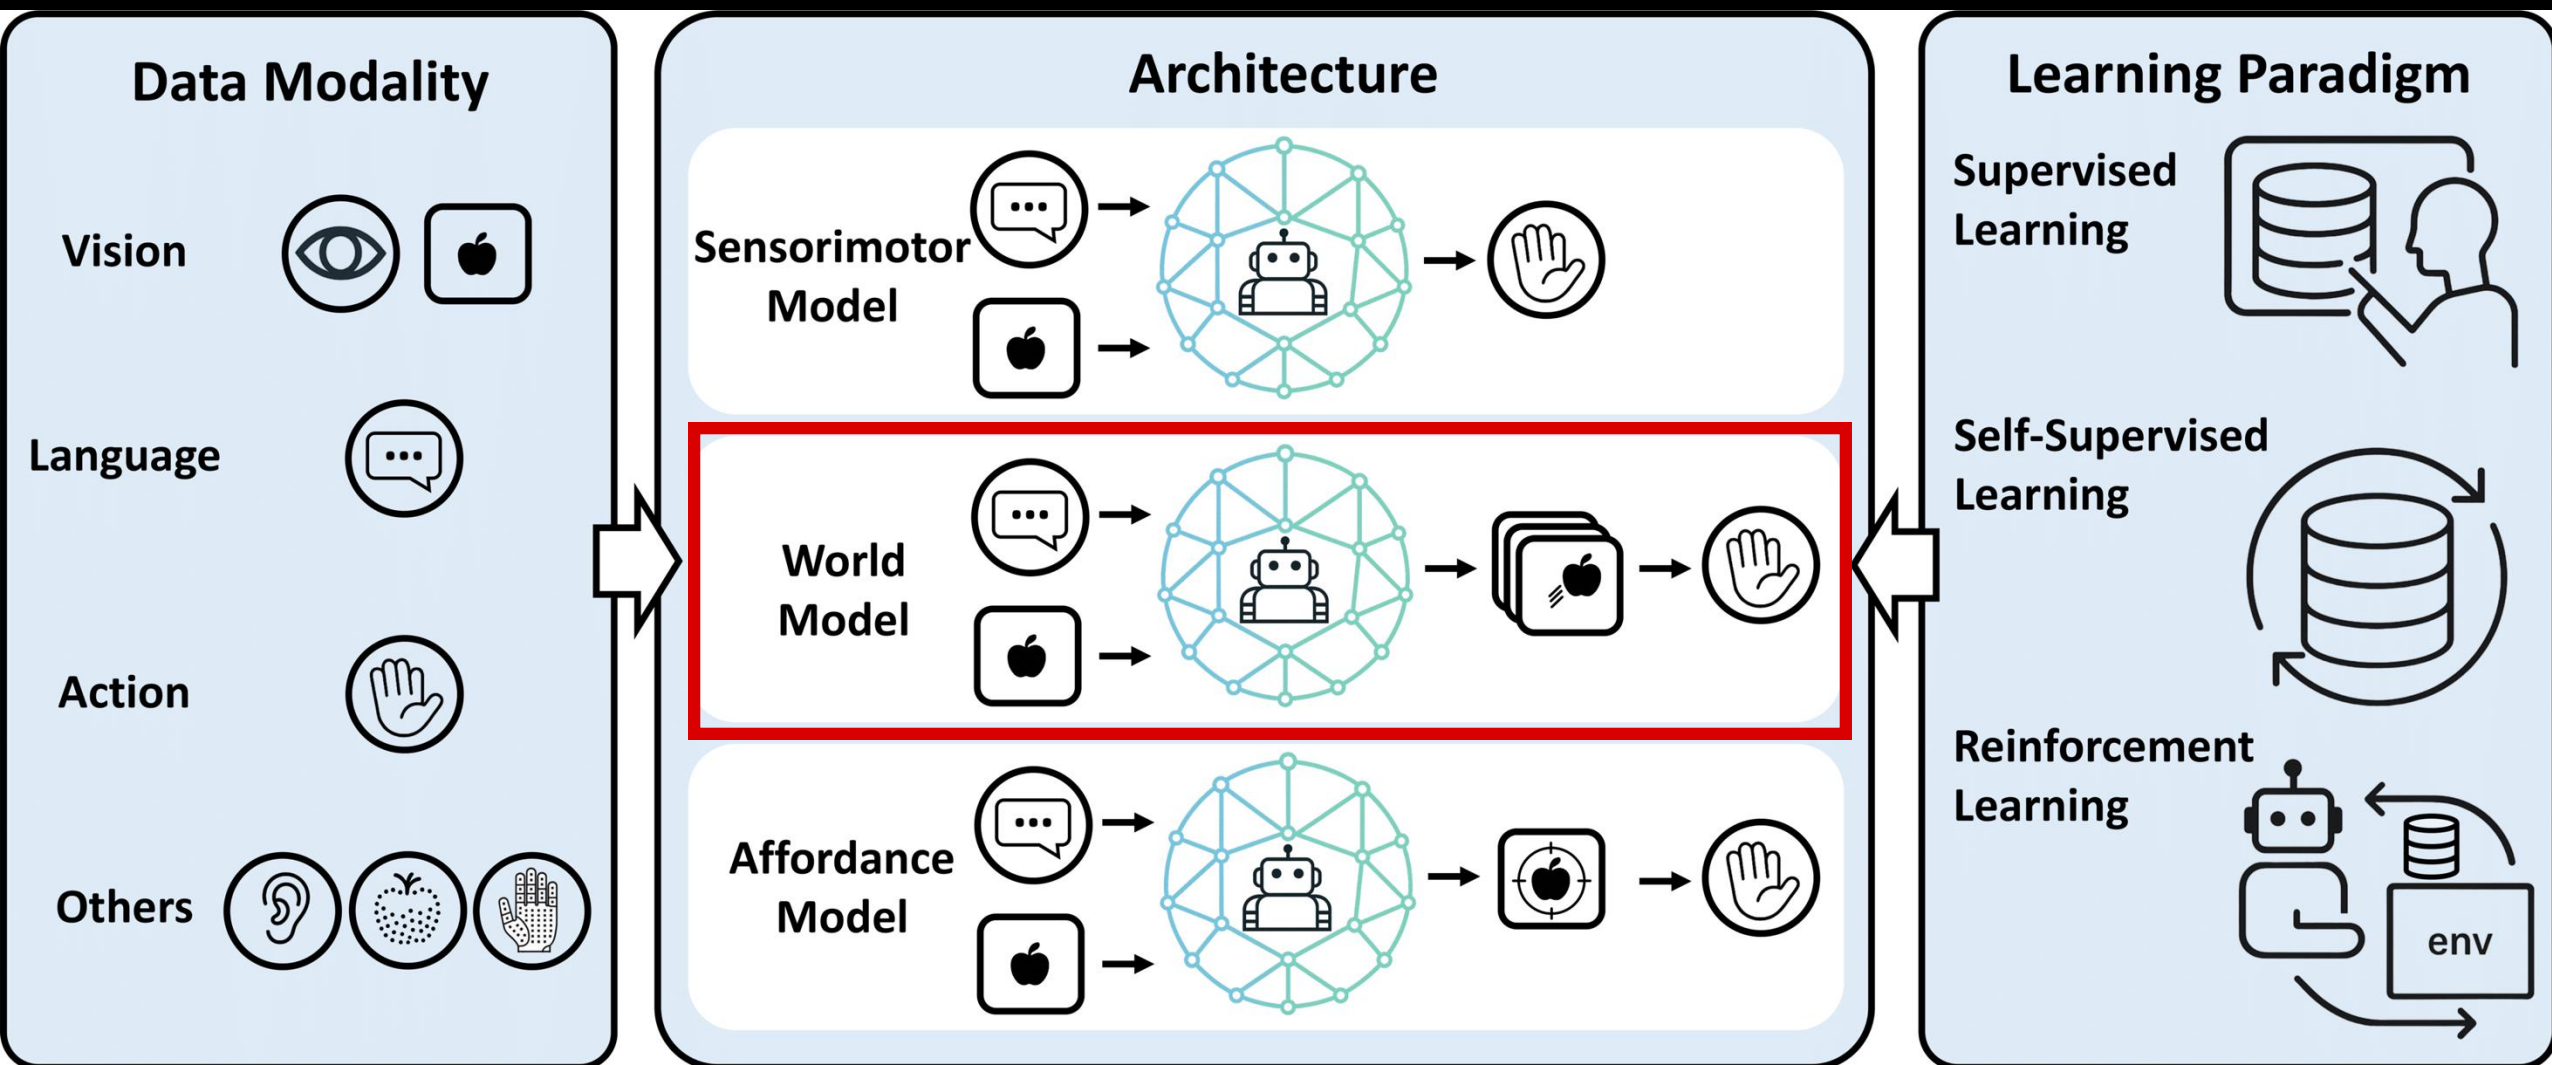 Data Modality
Vision
Language
Action
Others
Architecture
Sensorimotor
Model
World
Model
Affordance
Model
Learning Paradigm
Supervised
Learning
Self-Supervised
Learning
Reinforcement
Learning
env